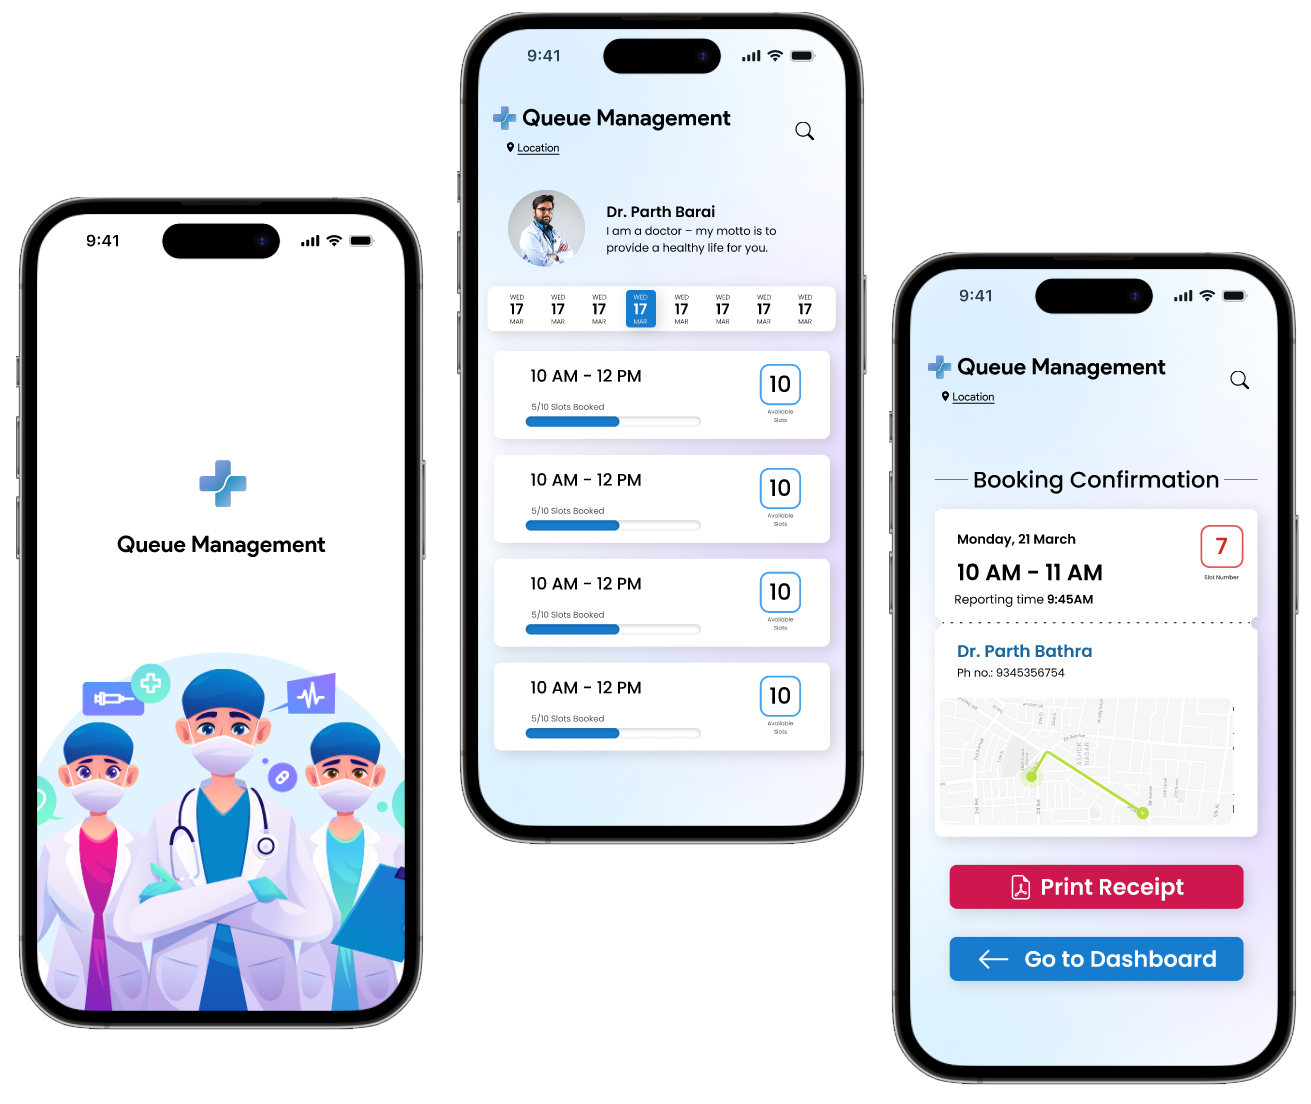 9:41
Queue Management
9:41
Queue Management
Location
Dr. Parth Barai
I am a doctor – my motto is to
provide a healthy life for you.
WED WED WED WED WED WED WED WED
17 17 17 17 17 17 17 17
MAR MAR MAR MAR MAR MAR MAR MAR
10 AM - 12 PM
5/10 Slots Booked
10
Available
Slots
10 AM - 12 PM
5/10 Slots Booked
10
Available
Slots
10 AM - 12 PM
5/10 Slots Booked
10
Available
Slots
10 AM - 12 PM
5/10 Slots Booked
10
Available
Slots
9:41
Queue Management
Location
Booking Confirmation
Monday, 21 March
10 AM - 11 AM
Reporting time 9:45AM
7
Slot Number
Dr. Parth Bathra
Ph no.: 9345356754
7th Avenue
ASHOK
NAGAR
Print Receipt
Go to Dashboard